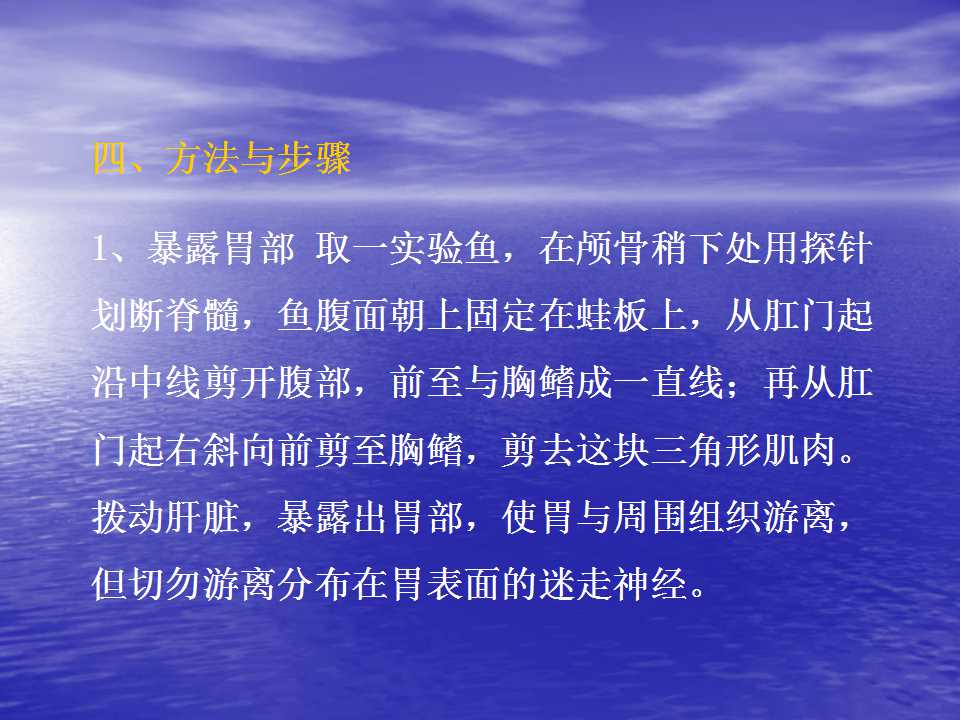 四、方法与步骤
1、暴露胃部 取一实验鱼，在颅骨稍下处用探针
划断脊髓，鱼腹面朝上固定在蛙板上，从肛门起
沿中线剪开腹部，前至与胸鳍成一直线；再从肛
门起右斜向前剪至胸鳍，剪去这块三角形肌肉。
拨动肝脏，暴露出胃部，使胃与周围组织游离，
但切勿游离分布在胃表面的迷走神经。